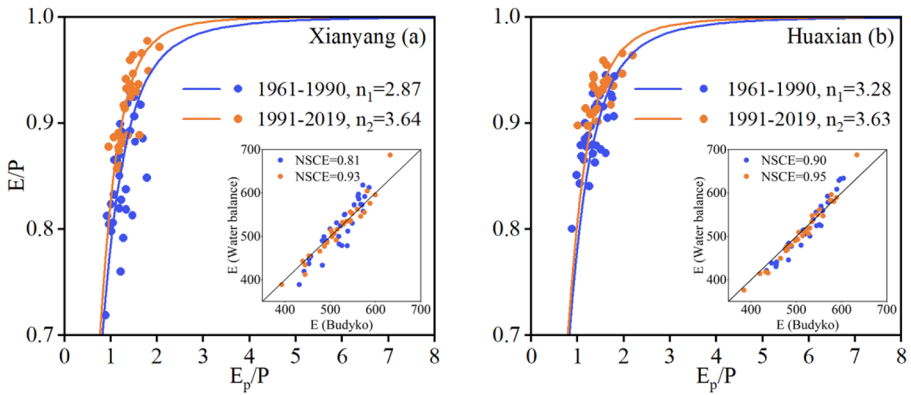 1.0
0.9
0.8
0.7
E/P
Xianyang (a)
1961-1990, n1=2.87
1991-2019, n2=3.64
700
600
500
400
E (Water balance)
NSCE=0.81
NSCE=0.93
400 500 600 700
E (Budyko)
0 1 2 3 4 5 6 7 8
Ep/P
1.0
0.9
0.8
0.7
Huaxian (b)
1961-1990, n1=3.28
1991-2019, n2=3.63
700
600
500
400
E (Water balance)
NSCE=0.90
NSCE=0.95
400 500 600 700
E (Budyko)
0 1 2 3 4 5 6 7 8
Ep/P